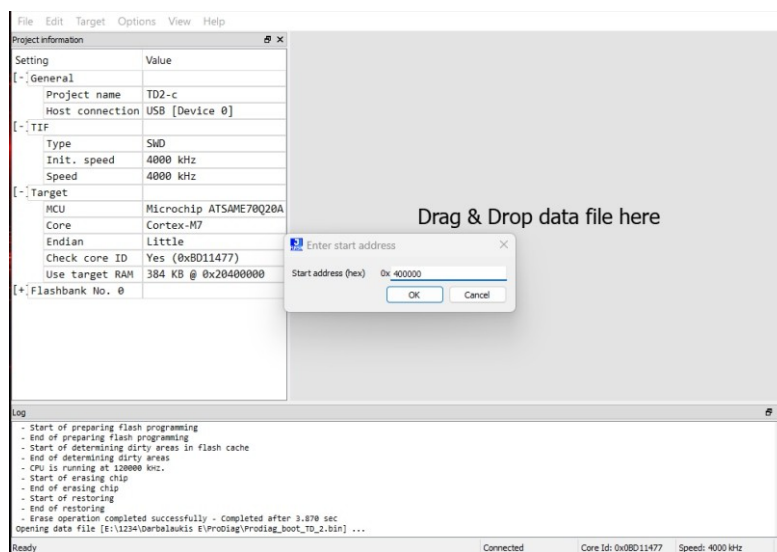 File Edit Target Options View Help
Project information
Setting Value
[-] General
Project name TD2-c
Host connection USB [Device 0]
[-] TIF
Type SWD
Init. speed 4000 kHz
Speed 4000 kHz
[-] Target
MCU Microchip ATSAME70Q20A
Core Cortex-M7
Endian Little
Check core ID Yes (0xBD11477)
Use target RAM 384 KB @ 0x20400000
[+] Flashbank No. 0
Drag & Drop data file here
Enter start address
Start address (hex) 0x 400000
OK Cancel
Log
- Start of preparing flash programming
- End of preparing flash programming
- Start of determining dirty areas in flash cache
- End of determining dirty areas
- CPU is running at 120000 kHz.
- Start of erasing chip
- End of erasing chip
- Start of restoring
- End of restoring
- Erase operation completed successfully - Completed after 3.870 sec
Opening data file [E:\1234\Darbalaukis E\ProDiag\Prodiag_boot_TD_2.bin] ...
Ready Connected Core Id: 0x0BD11477 Speed: 4000 kHz